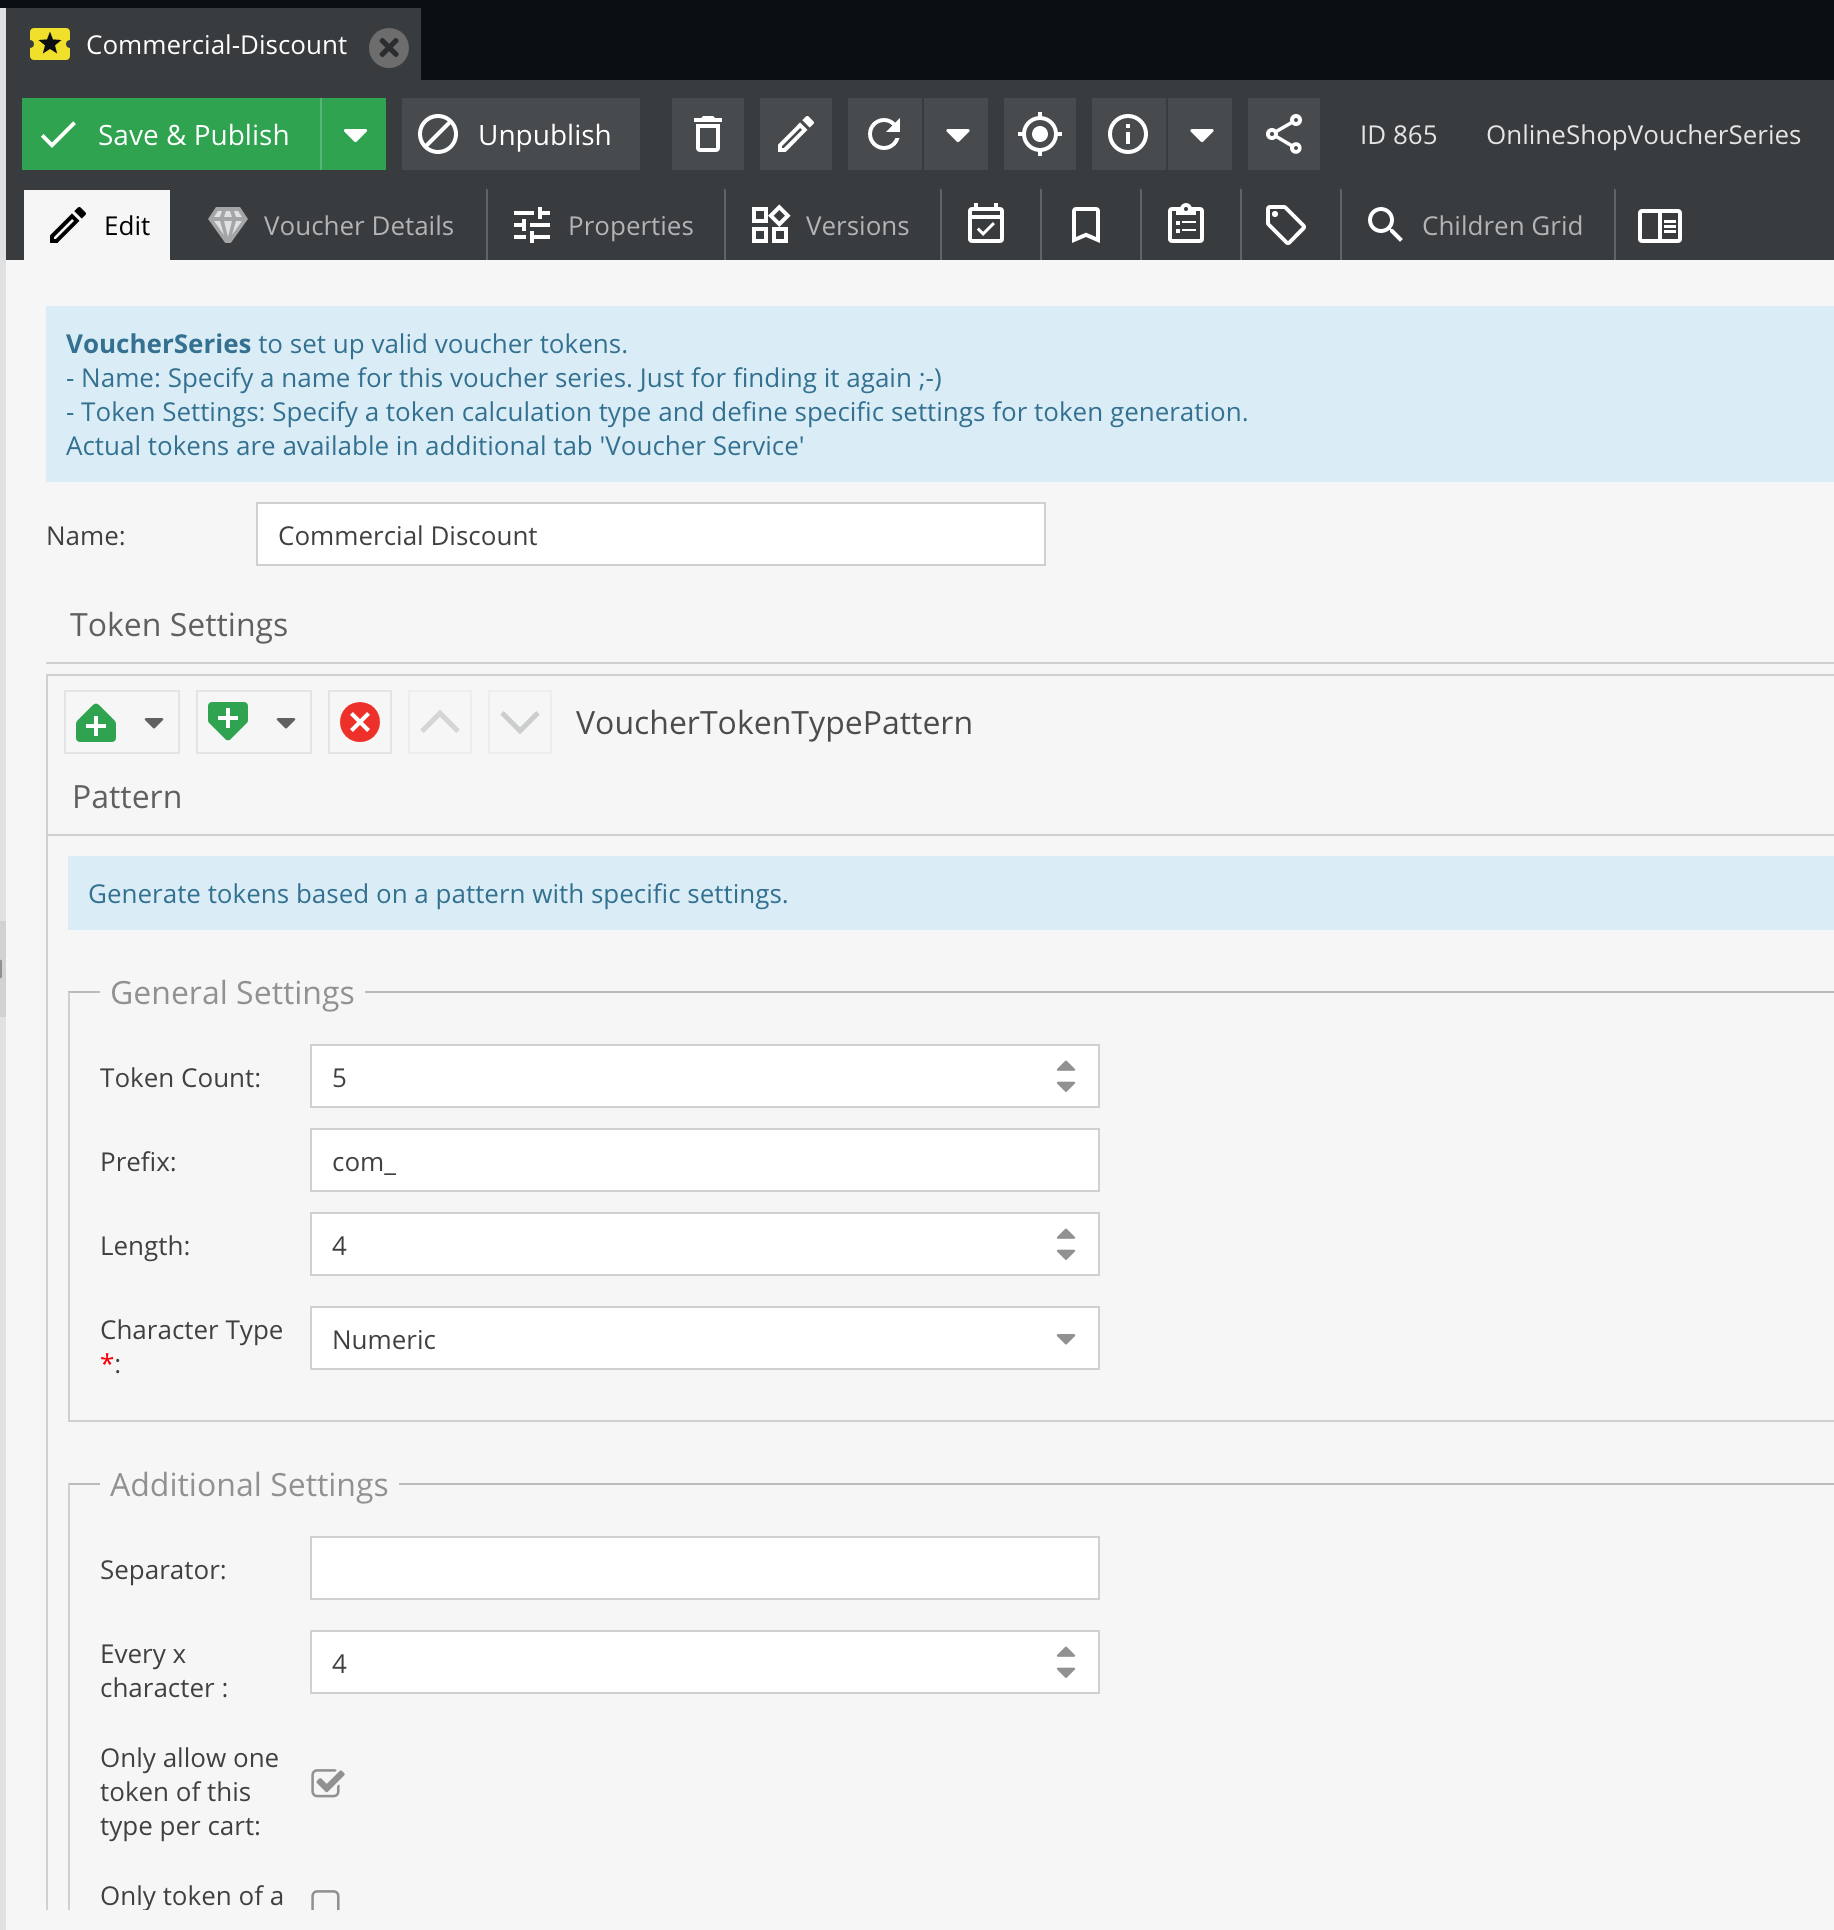 Commercial-Discount
Save & Publish
Unpublish
ID 865
OnlineShopVoucherSeries
Edit
Voucher Details
Properties
Versions
Children Grid
VoucherSeries to set up valid voucher tokens.
- Name: Specify a name for this voucher series. Just for finding it again ;-)
- Token Settings: Specify a token calculation type and define specific settings for token generation.
Actual tokens are available in additional tab 'Voucher Service'
Name:
Commercial Discount
Token Settings
VoucherTokenTypePattern
Pattern
Generate tokens based on a pattern with specific settings.
General Settings
Token Count:
5
Prefix:
com_
Length:
4
Character Type
*:
Numeric
Additional Settings
Separator:
Every x
character :
4
Only allow one
token of this
type per cart:
Only token of a